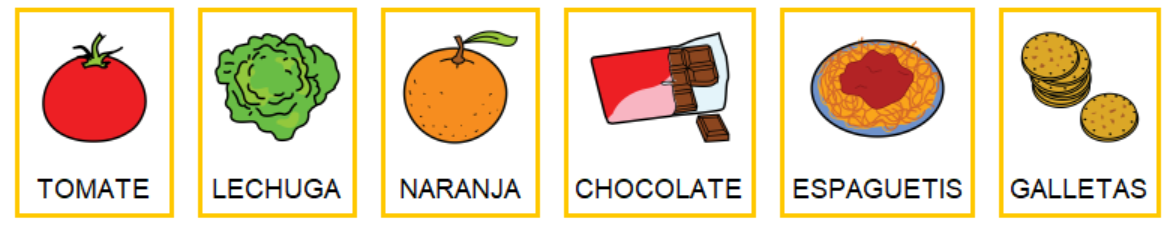 TOMATE
LECHUGA
NARANJA
CHOCOLATE
ESPAGUETIS
GALLETAS